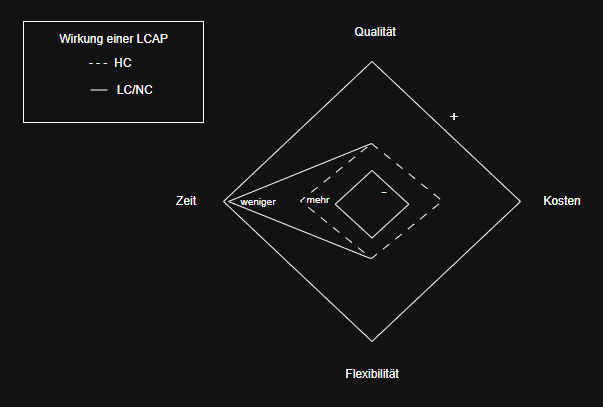 Wirkung einer LCAP
HC
LC/NC
Qualität
+
-
Zeit
weniger
mehr
Kosten
Flexibilität